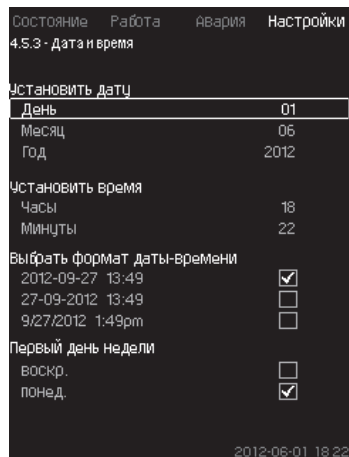 Состояние Работа Авария Настройки
4.5.3 - Дата и время
Установить дату
День 01
Месяц 06
Год 2012
Установить время
Часы 18
Минуты 22
Выбрать формат даты-времени
2012-09-27 13:49
27-09-2012 13:49
9/27/2012 1:49pm
Первый день недели
воскр.
понед.
2012-06-01 18:22